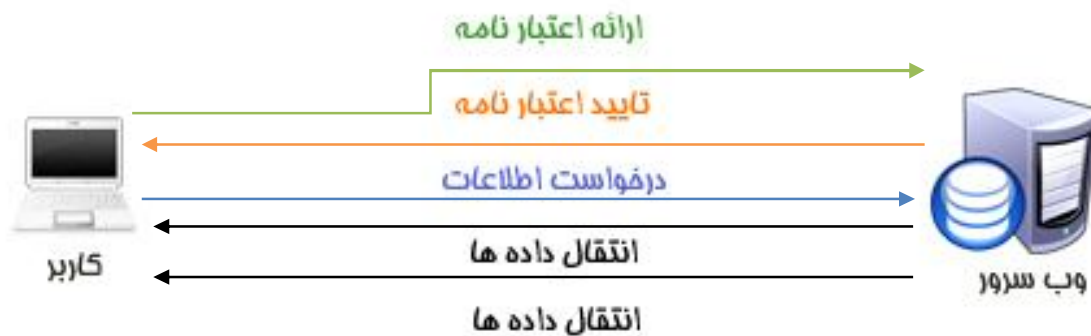 ارائه اعتبار نامه
تایید اعتبار نامه
درخواست اطلاعات
انتقال داده ها
کاربر
وب سرور
انتقال داده ها